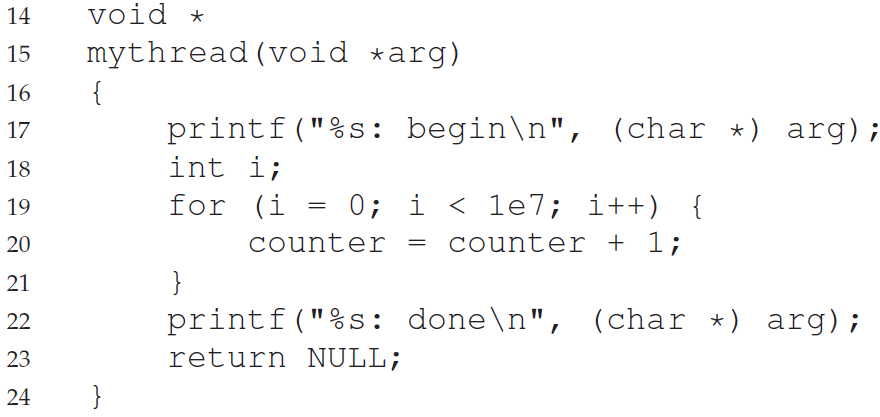 14 void *
15 mythread(void *arg)
16 {
17 printf("%s: begin\n", (char *) arg);
18 int i;
19 for (i = 0; i < 1e7; i++) {
20 counter = counter + 1;
21 }
22 printf("%s: done\n", (char *) arg);
23 return NULL;
24 }